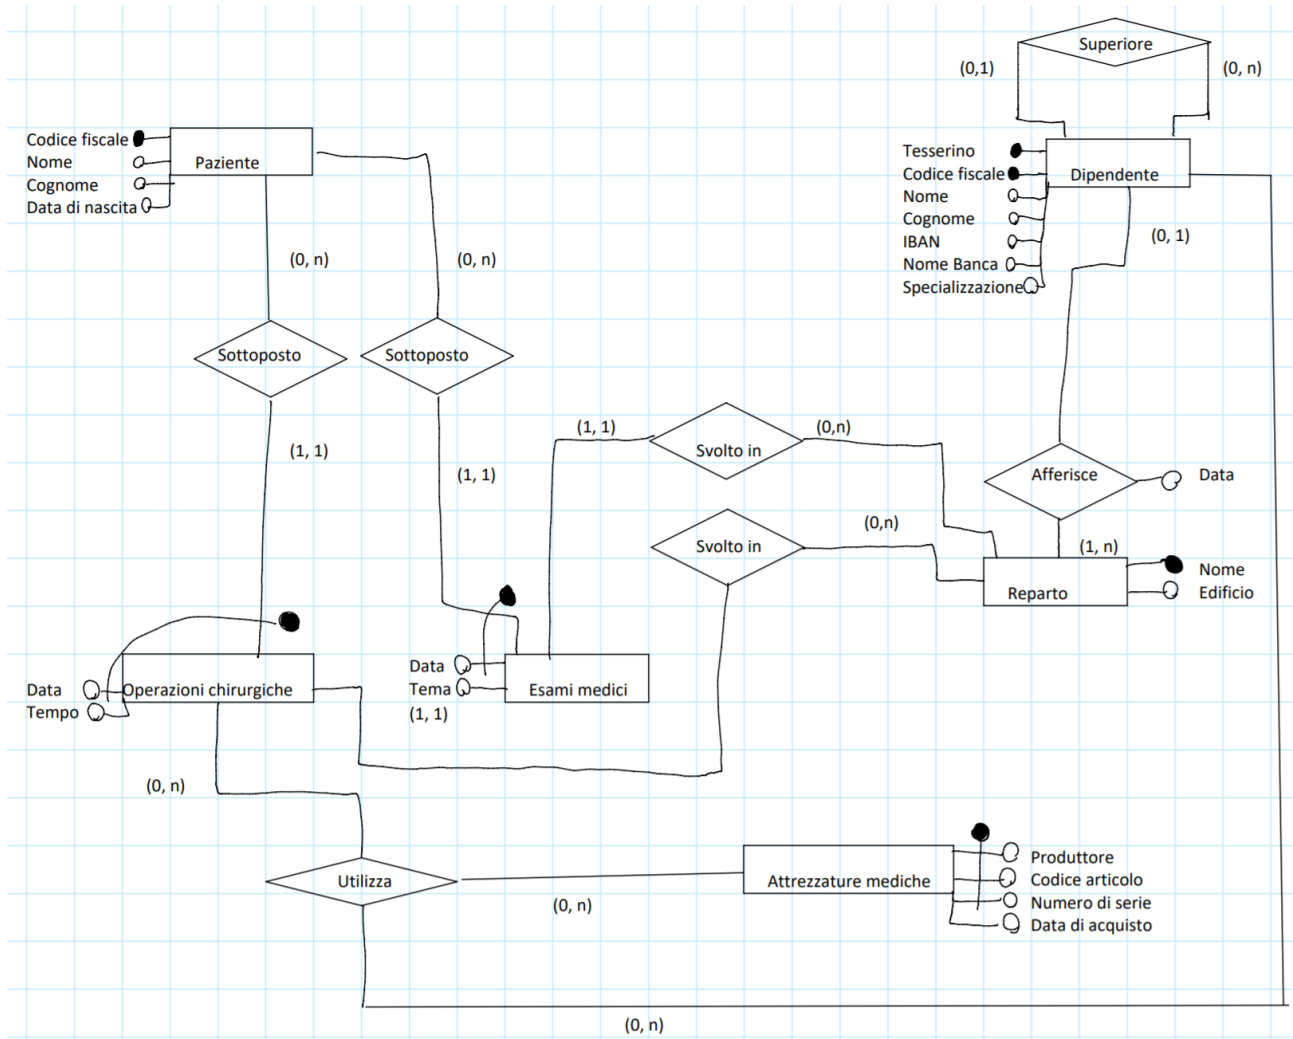 Superiore
(0,1)
(0, n)
Codice fiscale
Nome
Cognome
Data di nascita
Paziente
Tesserino
Codice fiscale
Nome
Cognome
IBAN
Nome Banca
Specializzazione
Dipendente
(0, 1)
(0, n)
(0, n)
Sottoposto
Sottoposto
(1, 1)
(0,n)
Svolto in
(1, 1)
(1, 1)
Afferisce
Data
(0,n)
Svolto in
(1, n)
Reparto
Nome
Edificio
Data
Tempo
Operazioni chirurgiche
Data
Tema
(1, 1)
Esami medici
(0, n)
Utilizza
(0, n)
Attrezzature mediche
Produttore
Codice articolo
Numero di serie
Data di acquisto
(0, n)